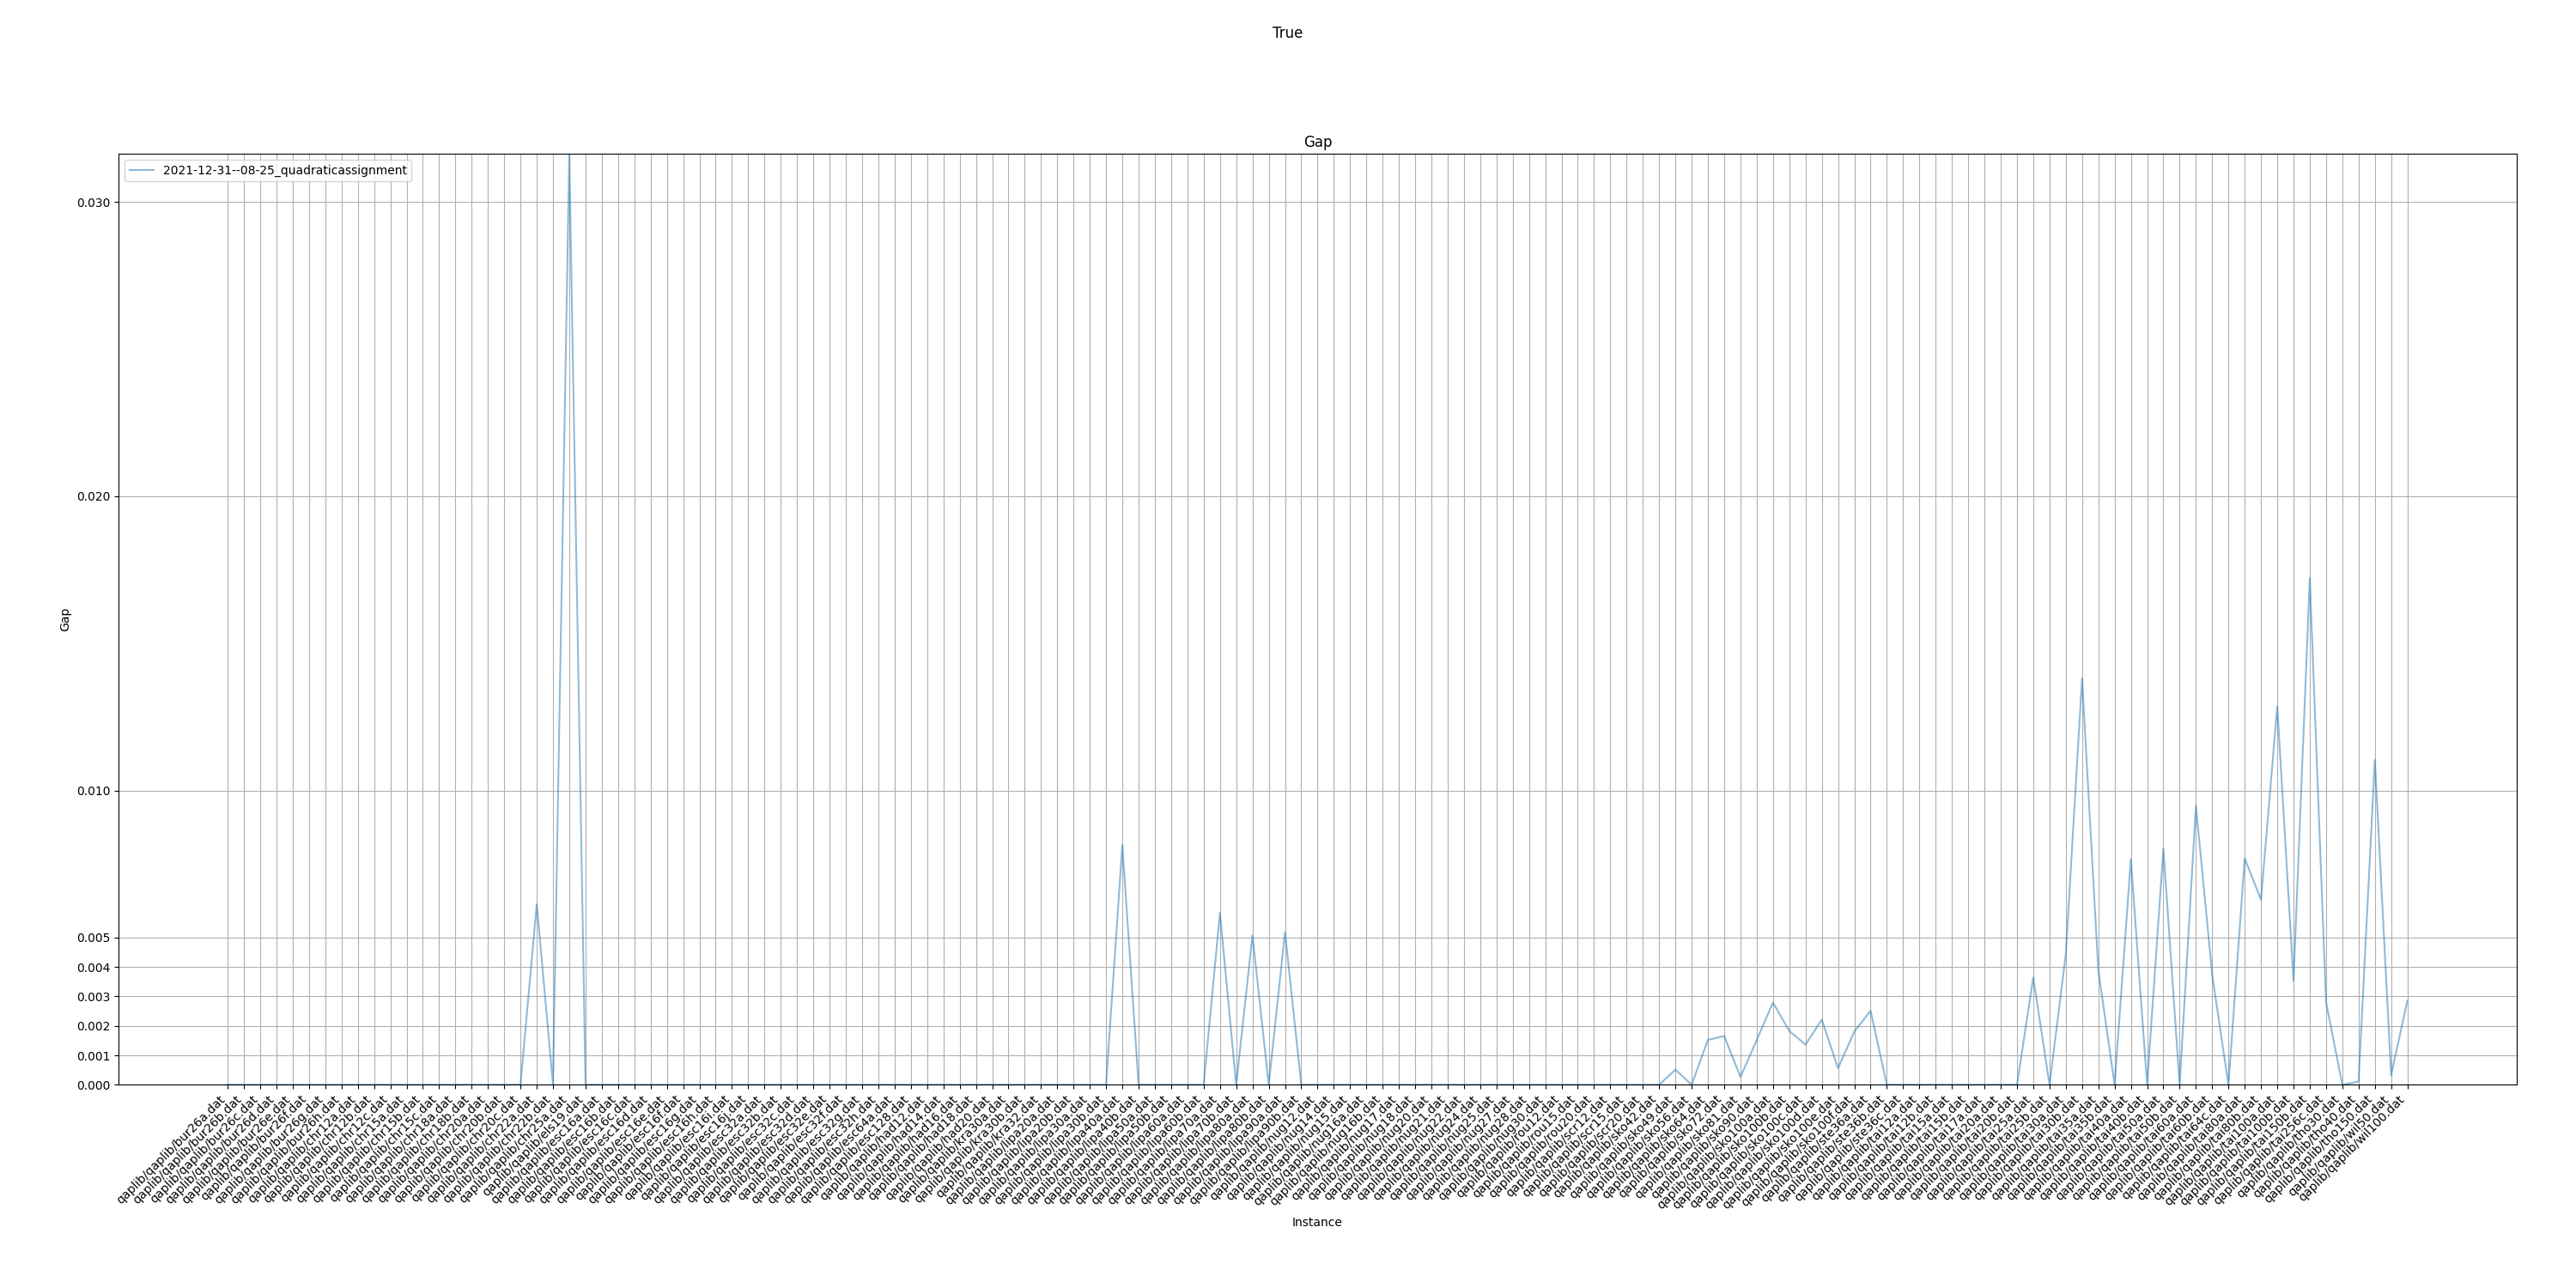 True
Gap
2021-12-31--08-25_quadraticassignment
0.030
0.020
0.010
0.005
0.004
0.003
0.002
0.001
0.000
Gap
qaplib/qaplib/bur26a.dat
qaplib/qaplib/bur26b.dat
qaplib/qaplib/bur26c.dat
qaplib/qaplib/bur26d.dat
qaplib/qaplib/bur26e.dat
qaplib/qaplib/bur26f.dat
qaplib/qaplib/bur26g.dat
qaplib/qaplib/bur26h.dat
qaplib/qaplib/chr12a.dat
qaplib/qaplib/chr12b.dat
qaplib/qaplib/chr12c.dat
qaplib/qaplib/chr15a.dat
qaplib/qaplib/chr15b.dat
qaplib/qaplib/chr15c.dat
qaplib/qaplib/chr18a.dat
qaplib/qaplib/chr18b.dat
qaplib/qaplib/chr20a.dat
qaplib/qaplib/chr20b.dat
qaplib/qaplib/chr20c.dat
qaplib/qaplib/chr22a.dat
qaplib/qaplib/chr22b.dat
qaplib/qaplib/chr25a.dat
qaplib/qaplib/els19.dat
qaplib/qaplib/esc16a.dat
qaplib/qaplib/esc16b.dat
qaplib/qaplib/esc16c.dat
qaplib/qaplib/esc16d.dat
qaplib/qaplib/esc16e.dat
qaplib/qaplib/esc16f.dat
qaplib/qaplib/esc16g.dat
qaplib/qaplib/esc16h.dat
qaplib/qaplib/esc16i.dat
qaplib/qaplib/esc16j.dat
qaplib/qaplib/esc32a.dat
qaplib/qaplib/esc32b.dat
qaplib/qaplib/esc32c.dat
qaplib/qaplib/esc32d.dat
qaplib/qaplib/esc32e.dat
qaplib/qaplib/esc32f.dat
qaplib/qaplib/esc32g.dat
qaplib/qaplib/esc32h.dat
qaplib/qaplib/esc64a.dat
qaplib/qaplib/esc128.dat
qaplib/qaplib/had12.dat
qaplib/qaplib/had14.dat
qaplib/qaplib/had16.dat
qaplib/qaplib/had18.dat
qaplib/qaplib/had20.dat
qaplib/qaplib/kra30a.dat
qaplib/qaplib/kra30b.dat
qaplib/qaplib/kra32.dat
qaplib/qaplib/lipa20a.dat
qaplib/qaplib/lipa20b.dat
qaplib/qaplib/lipa30a.dat
qaplib/qaplib/lipa30b.dat
qaplib/qaplib/lipa40a.dat
qaplib/qaplib/lipa40b.dat
qaplib/qaplib/lipa50a.dat
qaplib/qaplib/lipa50b.dat
qaplib/qaplib/lipa60a.dat
qaplib/qaplib/lipa60b.dat
qaplib/qaplib/lipa70a.dat
qaplib/qaplib/lipa70b.dat
qaplib/qaplib/lipa80a.dat
qaplib/qaplib/lipa80b.dat
qaplib/qaplib/lipa90a.dat
qaplib/qaplib/lipa90b.dat
qaplib/qaplib/nug12.dat
qaplib/qaplib/nug14.dat
qaplib/qaplib/nug15.dat
qaplib/qaplib/nug16a.dat
qaplib/qaplib/nug16b.dat
qaplib/qaplib/nug17.dat
qaplib/qaplib/nug18.dat
qaplib/qaplib/nug20.dat
qaplib/qaplib/nug21.dat
qaplib/qaplib/nug22.dat
qaplib/qaplib/nug24.dat
qaplib/qaplib/nug25.dat
qaplib/qaplib/nug27.dat
qaplib/qaplib/nug28.dat
qaplib/qaplib/nug30.dat
qaplib/qaplib/rou12.dat
qaplib/qaplib/rou15.dat
qaplib/qaplib/rou20.dat
qaplib/qaplib/scr12.dat
qaplib/qaplib/scr15.dat
qaplib/qaplib/scr20.dat
qaplib/qaplib/sko42.dat
qaplib/qaplib/sko49.dat
qaplib/qaplib/sko56.dat
qaplib/qaplib/sko64.dat
qaplib/qaplib/sko72.dat
qaplib/qaplib/sko81.dat
qaplib/qaplib/sko90.dat
qaplib/qaplib/sko100a.dat
qaplib/qaplib/sko100b.dat
qaplib/qaplib/sko100c.dat
qaplib/qaplib/sko100d.dat
qaplib/qaplib/sko100e.dat
qaplib/qaplib/sko100f.dat
qaplib/qaplib/ste36a.dat
qaplib/qaplib/ste36b.dat
qaplib/qaplib/ste36c.dat
qaplib/qaplib/tai12a.dat
qaplib/qaplib/tai12b.dat
qaplib/qaplib/tai15a.dat
qaplib/qaplib/tai15b.dat
qaplib/qaplib/tai17a.dat
qaplib/qaplib/tai20a.dat
qaplib/qaplib/tai20b.dat
qaplib/qaplib/tai25a.dat
qaplib/qaplib/tai25b.dat
qaplib/qaplib/tai30a.dat
qaplib/qaplib/tai30b.dat
qaplib/qaplib/tai35a.dat
qaplib/qaplib/tai35b.dat
qaplib/qaplib/tai40a.dat
qaplib/qaplib/tai40b.dat
qaplib/qaplib/tai50a.dat
qaplib/qaplib/tai50b.dat
qaplib/qaplib/tai60a.dat
qaplib/qaplib/tai60b.dat
qaplib/qaplib/tai64c.dat
qaplib/qaplib/tai80a.dat
qaplib/qaplib/tai80b.dat
qaplib/qaplib/tai100a.dat
qaplib/qaplib/tai100b.dat
qaplib/qaplib/tai150b.dat
qaplib/qaplib/tai256c.dat
qaplib/qaplib/tho30.dat
qaplib/qaplib/tho40.dat
qaplib/qaplib/tho150.dat
qaplib/qaplib/wil50.dat
qaplib/qaplib/wil100.dat
Instance